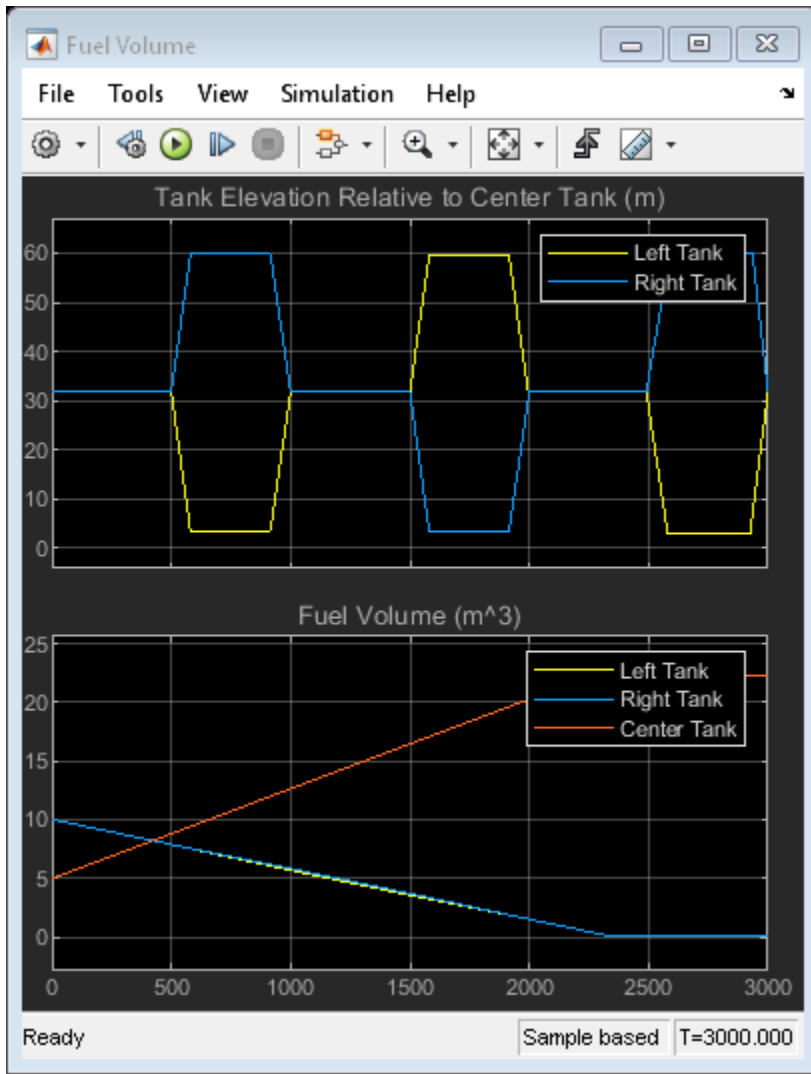 Fuel Volume
File Tools View Simulation Help
Tank Elevation Relative to Center Tank (m)
60
50
40
30
20
10
0
Left Tank
Right Tank
Fuel Volume (m^3)
25
20
15
10
5
0
Left Tank
Right Tank
Center Tank
0 500 1000 1500 2000 2500 3000
Ready Sample based T=3000.000